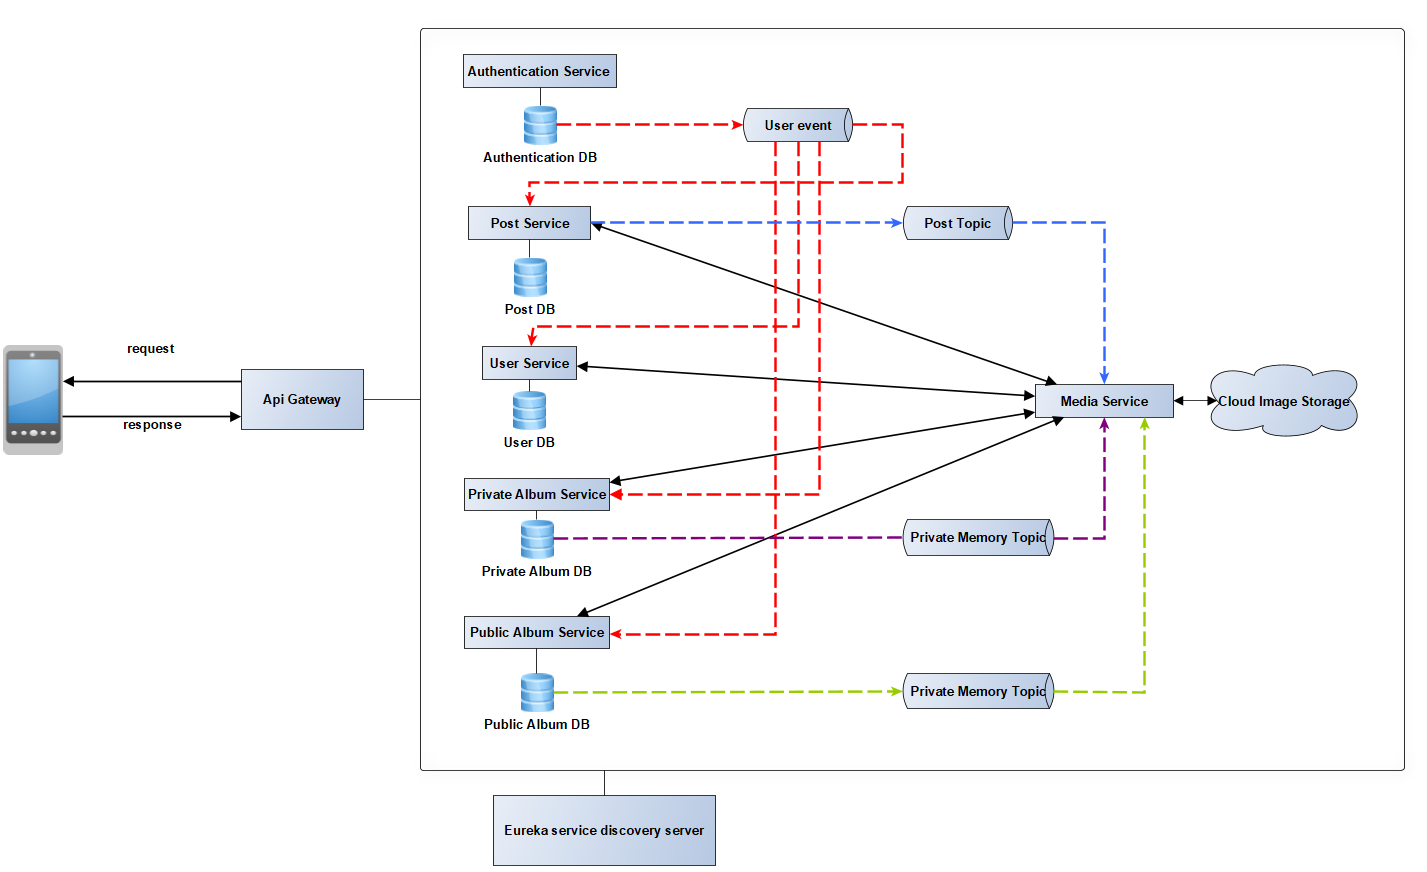 Authentication Service
User event
Authentication DB
Post Service
Post Topic
Post DB
request
User Service
Api Gateway
Media Service
Cloud Image Storage
response
User DB
Private Album Service
Private Memory Topic
Private Album DB
Public Album Service
Private Memory Topic
Public Album DB
Eureka service discovery server